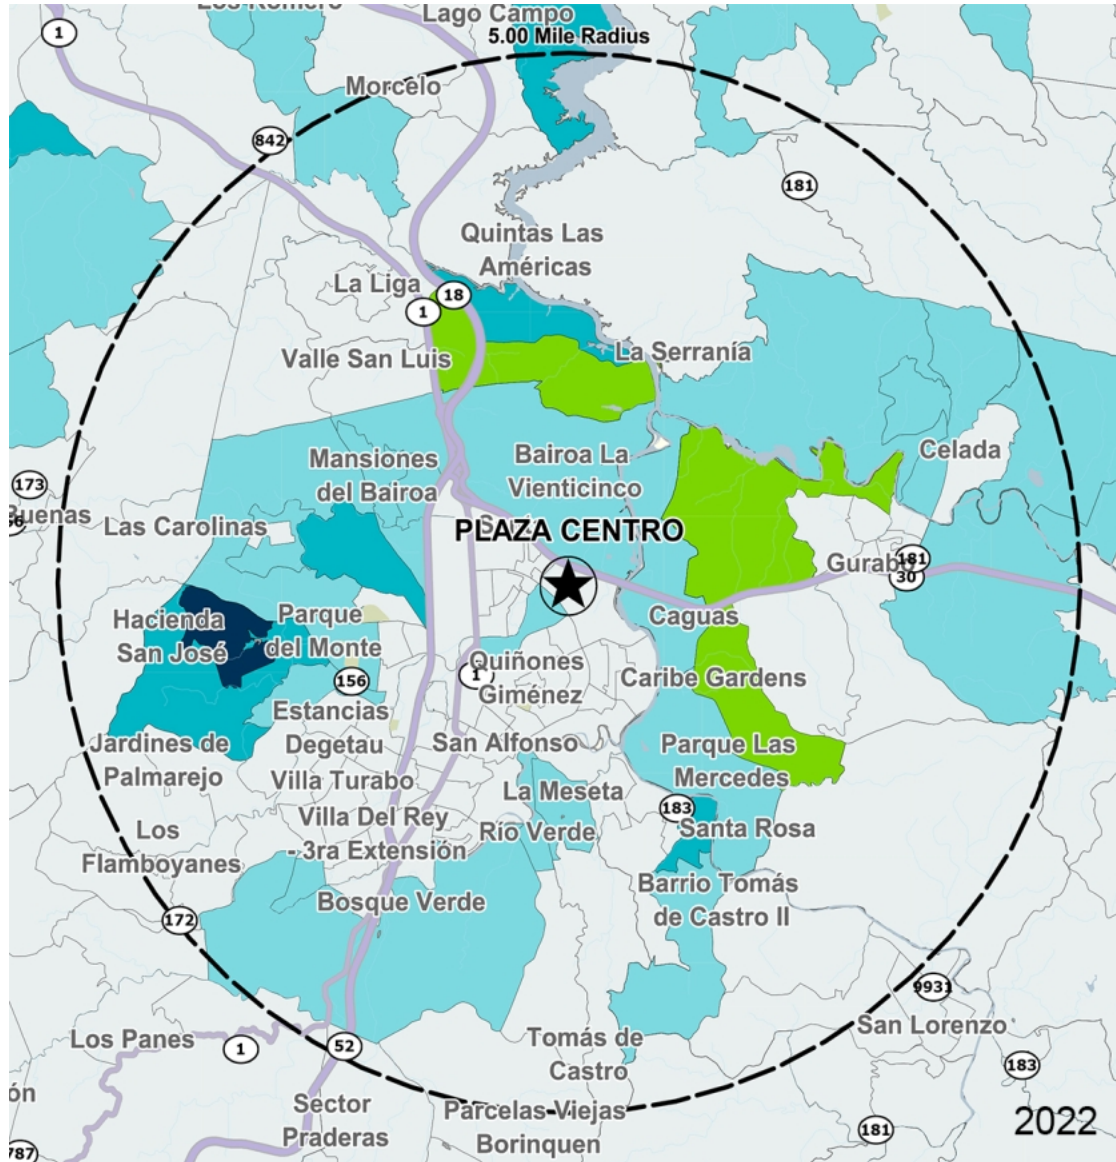 Lago Campo
5.00 Mile Radius
1
Morcelo
842
181
Quintas Las
Américas
La Liga
18
1
Valle San Luis
La Serranía
Mansiones
del Bairoa
Bairoa La
Vienticinco
Celada
173
Buenas
Las Carolinas
PLAZA CENTRO
181
30
Hacienda
San José
Parque
del Monte
Caguas
156
1
Quiñones
Giménez
Caribe Gardens
Estancias
Degetau
San Alfonso
Parque Las
Mercedes
Jardines de
Palmarejo
Villa Turabo
La Meseta
183
Villa Del Rey
- 3ra Extensión
Río Verde
Santa Rosa
Los
Flamboyanes
Bosque Verde
Barrio Tomás
de Castro II
172
9931
San Lorenzo
Los Panes
1
52
Tomás de
Castro
183
Sector
Praderas
Parcelas Viejas
Borinquen
181
2022
787